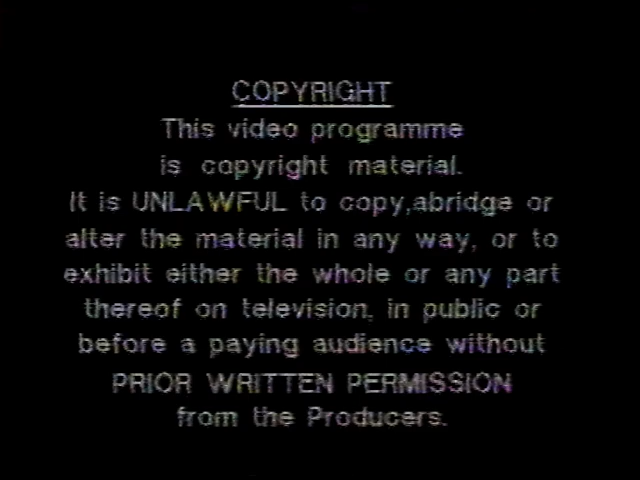 COPYRIGHT
This video programme
is copyright material.
It is UNLAWFUL to copy,abridge or
alter the material in any way, or to
exhibit either the whole or any part
thereof on television, in public or
before a paying audience without
PRIOR WRITTEN PERMISSION
from the Producers.